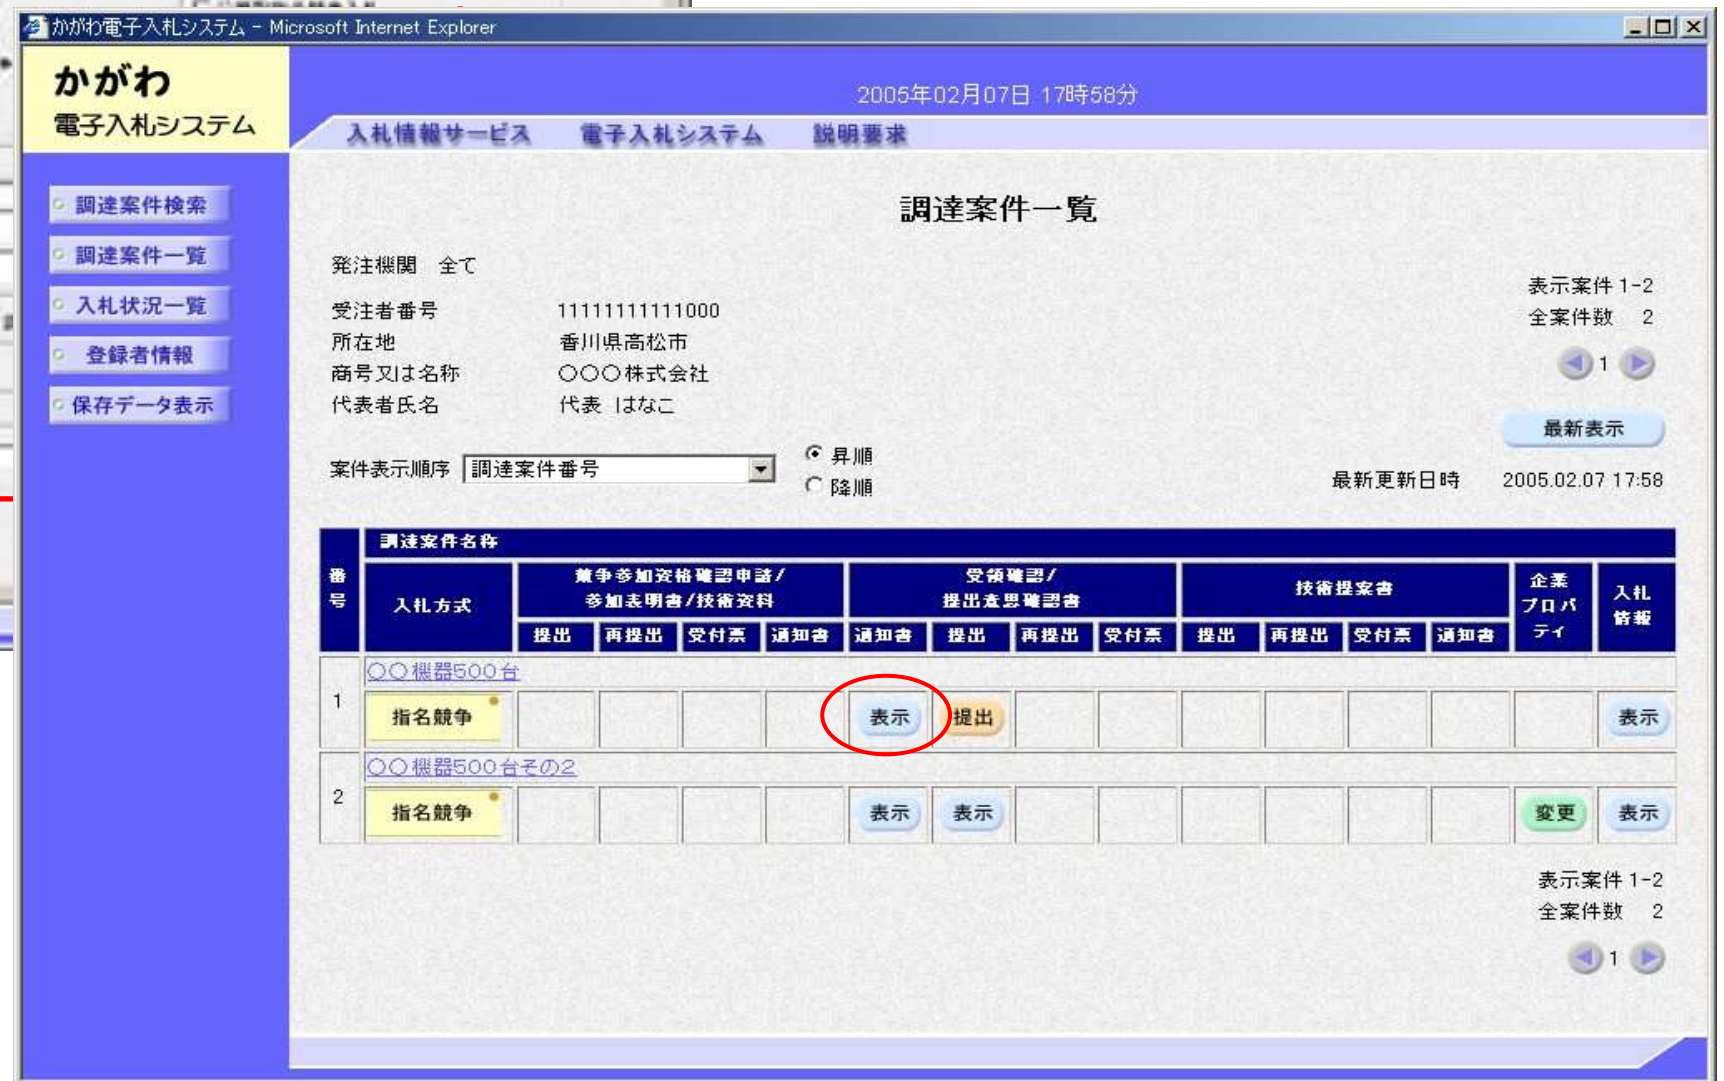 かがわ電子入札システム - Microsoft Internet Explorer
かがわ
電子入札システム
2005年02月07日 17時58分
入札情報サービス 電子入札システム 説明要求
調達案件検索
調達案件一覧
入札状況一覧
登録者情報
保存データ表示
調達案件一覧
発注機関 全て
受注者番号 11111111111000
所在地 香川県高松市
商号又は名称 〇〇〇株式会社
代表者氏名 代表 はなこ
表示案件 1-2
全案件数 2
1
最新表示
案件表示順序 調達案件番号
昇順
降順
最新更新日時 2005.02.07 17:58
番号 調達案件名称
入札方式 競争参加資格確認申請/参加表明書/技術資料 受領確認/提出意思確認書 技術提案書 企業プロパティ 入札情報
提出 再提出 受付票 通知書 通知書 提出 再提出 受付票 提出 再提出 受付票 通知書
1 〇〇機器500台
指名競争 表示 提出 表示
2 〇〇機器500台その2
指名競争 表示 表示 変更 表示
表示案件 1-2
全案件数 2
1